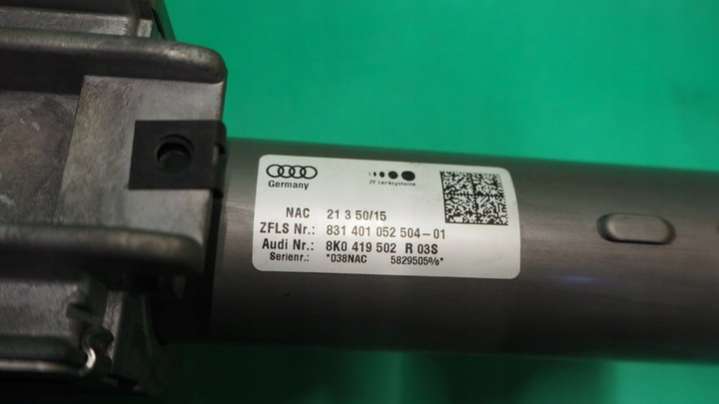 Germany
ZF Lenksysteme
NAC 21 3 50/15
ZFLS Nr.: 831 401 052 504-01
Audi Nr.: 8K0 419 502 R 03S
Serienr.: *038NAC 5829505%*